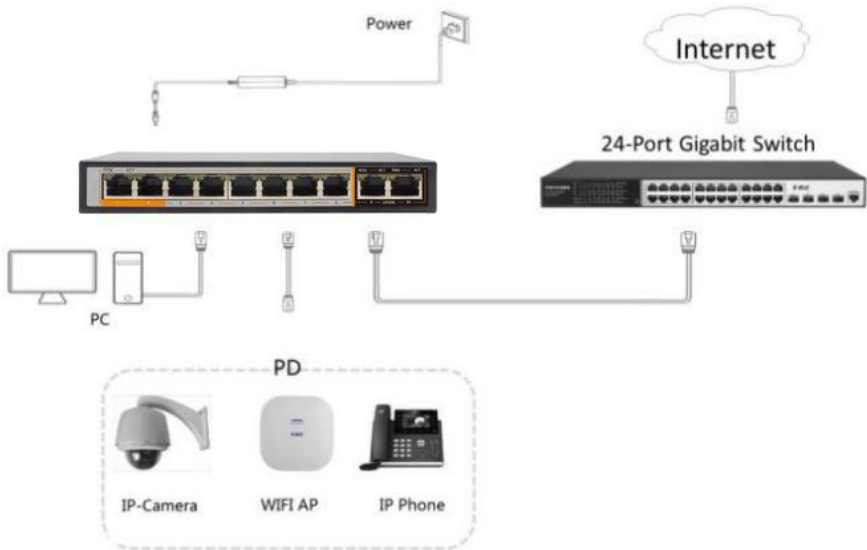 Power
Internet
24-Port Gigabit Switch
PC
PD
IP-Camera
WIFI AP
IP Phone